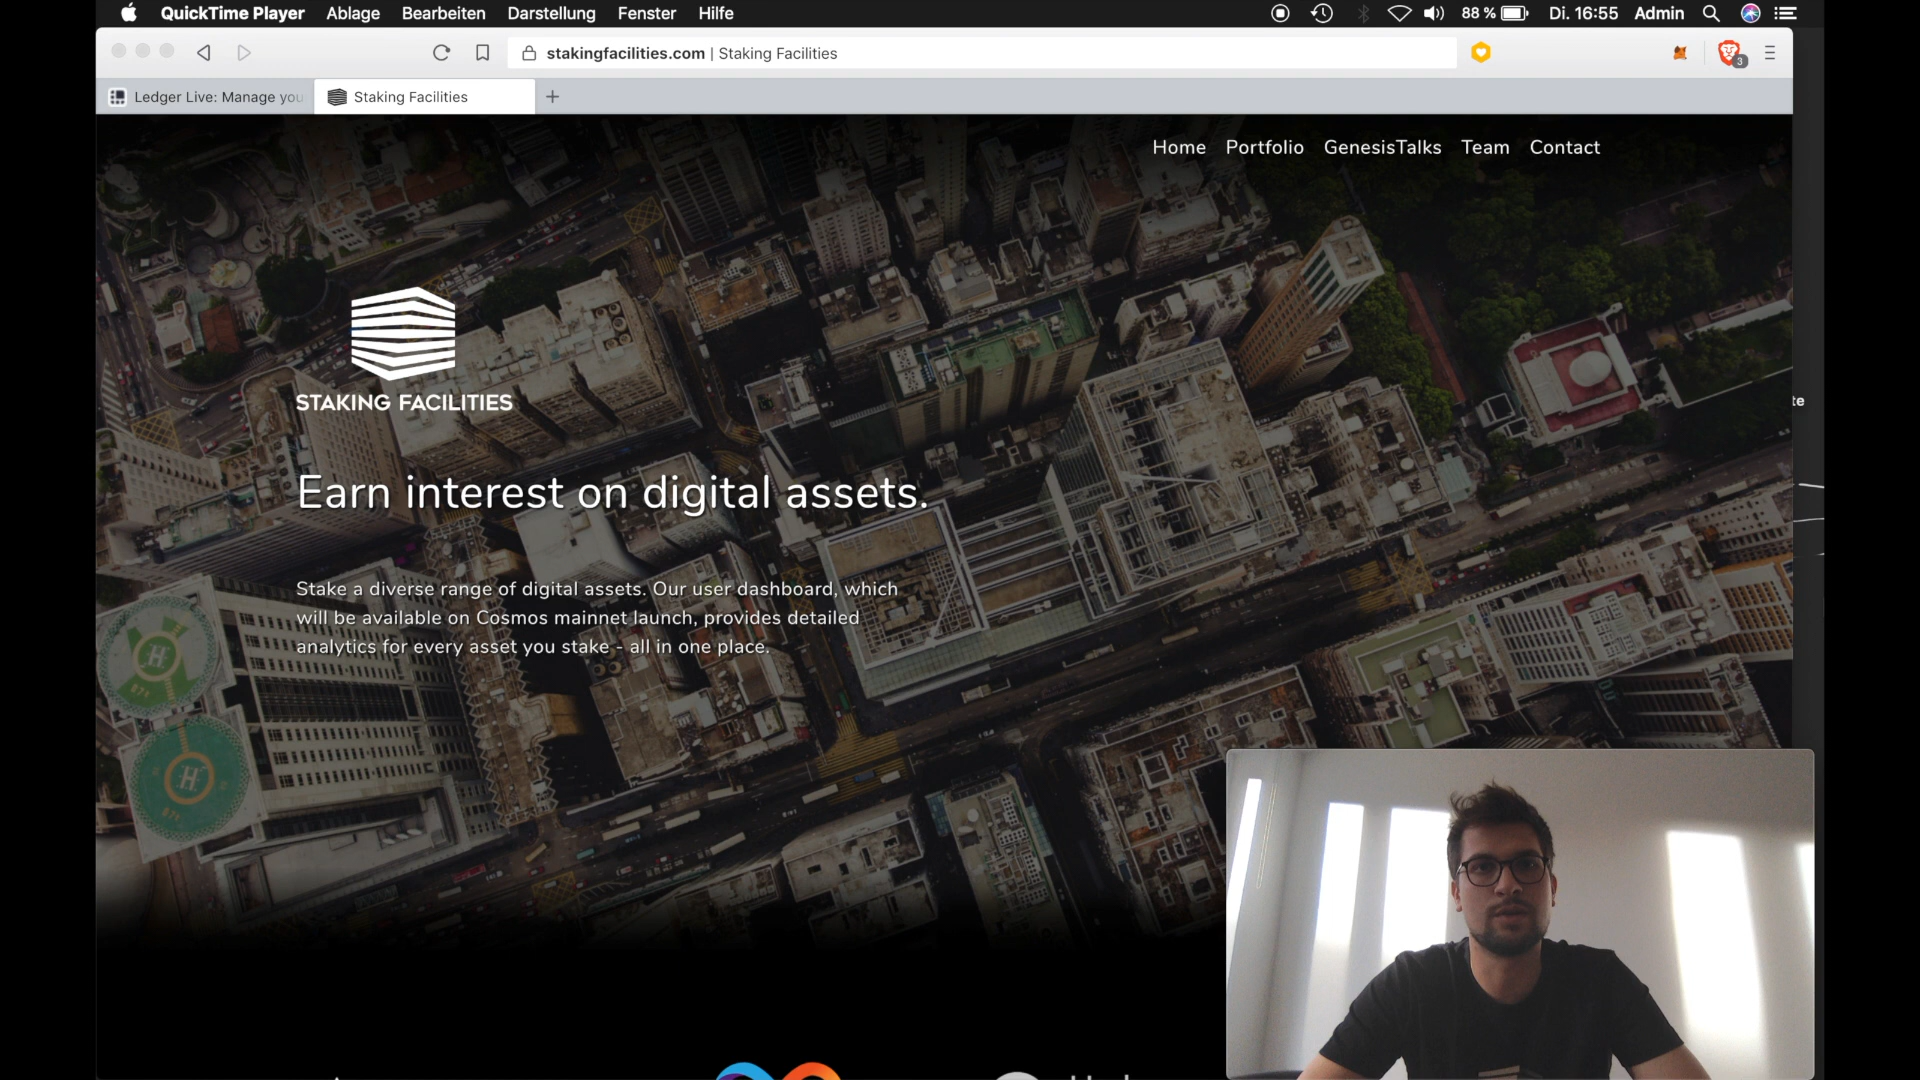 QuickTime Player Ablage Bearbeiten Darstellung Fenster Hilfe 88 % Di. 16:55 Admin
stakingfacilities.com | Staking Facilities
3
Ledger Live: Manage you
Staking Facilities
Home Portfolio GenesisTalks Team Contact
STAKING FACILITIES
te
Earn interest on digital assets.
Stake a diverse range of digital assets. Our user dashboard, which
will be available on Cosmos mainnet launch, provides detailed
analytics for every asset you stake - all in one place.
H
H